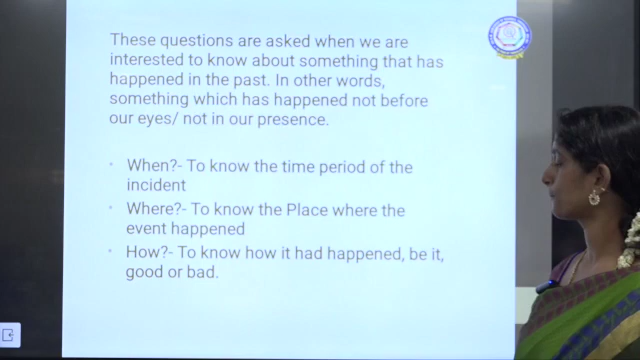 These questions are asked when we are
interested to know about something that has
happened in the past. In other words,
something which has happened not before
our eyes/ not in our presence.
• When?- To know the time period of the
incident
• Where?- To know the Place where the
event happened
• How?- To know how it had happened, be it,
good or bad.